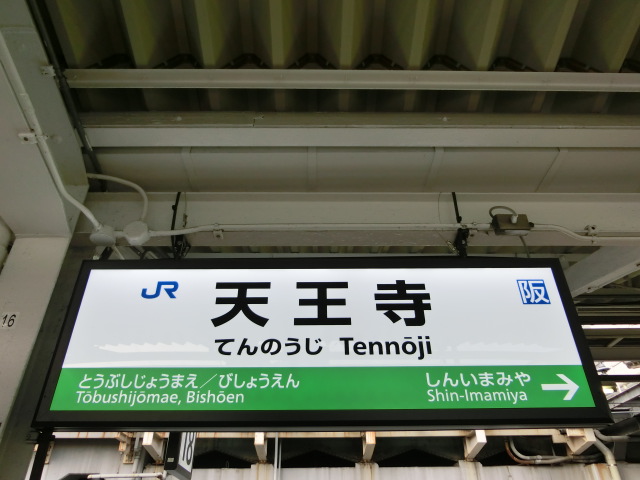 JR 天王寺 阪
てんのうじ Tennōji
とうぶしじょうまえ／びしょうえん しんいまみや
Tōbushijōmae, Bishōen Shin-Imamiya
16
18